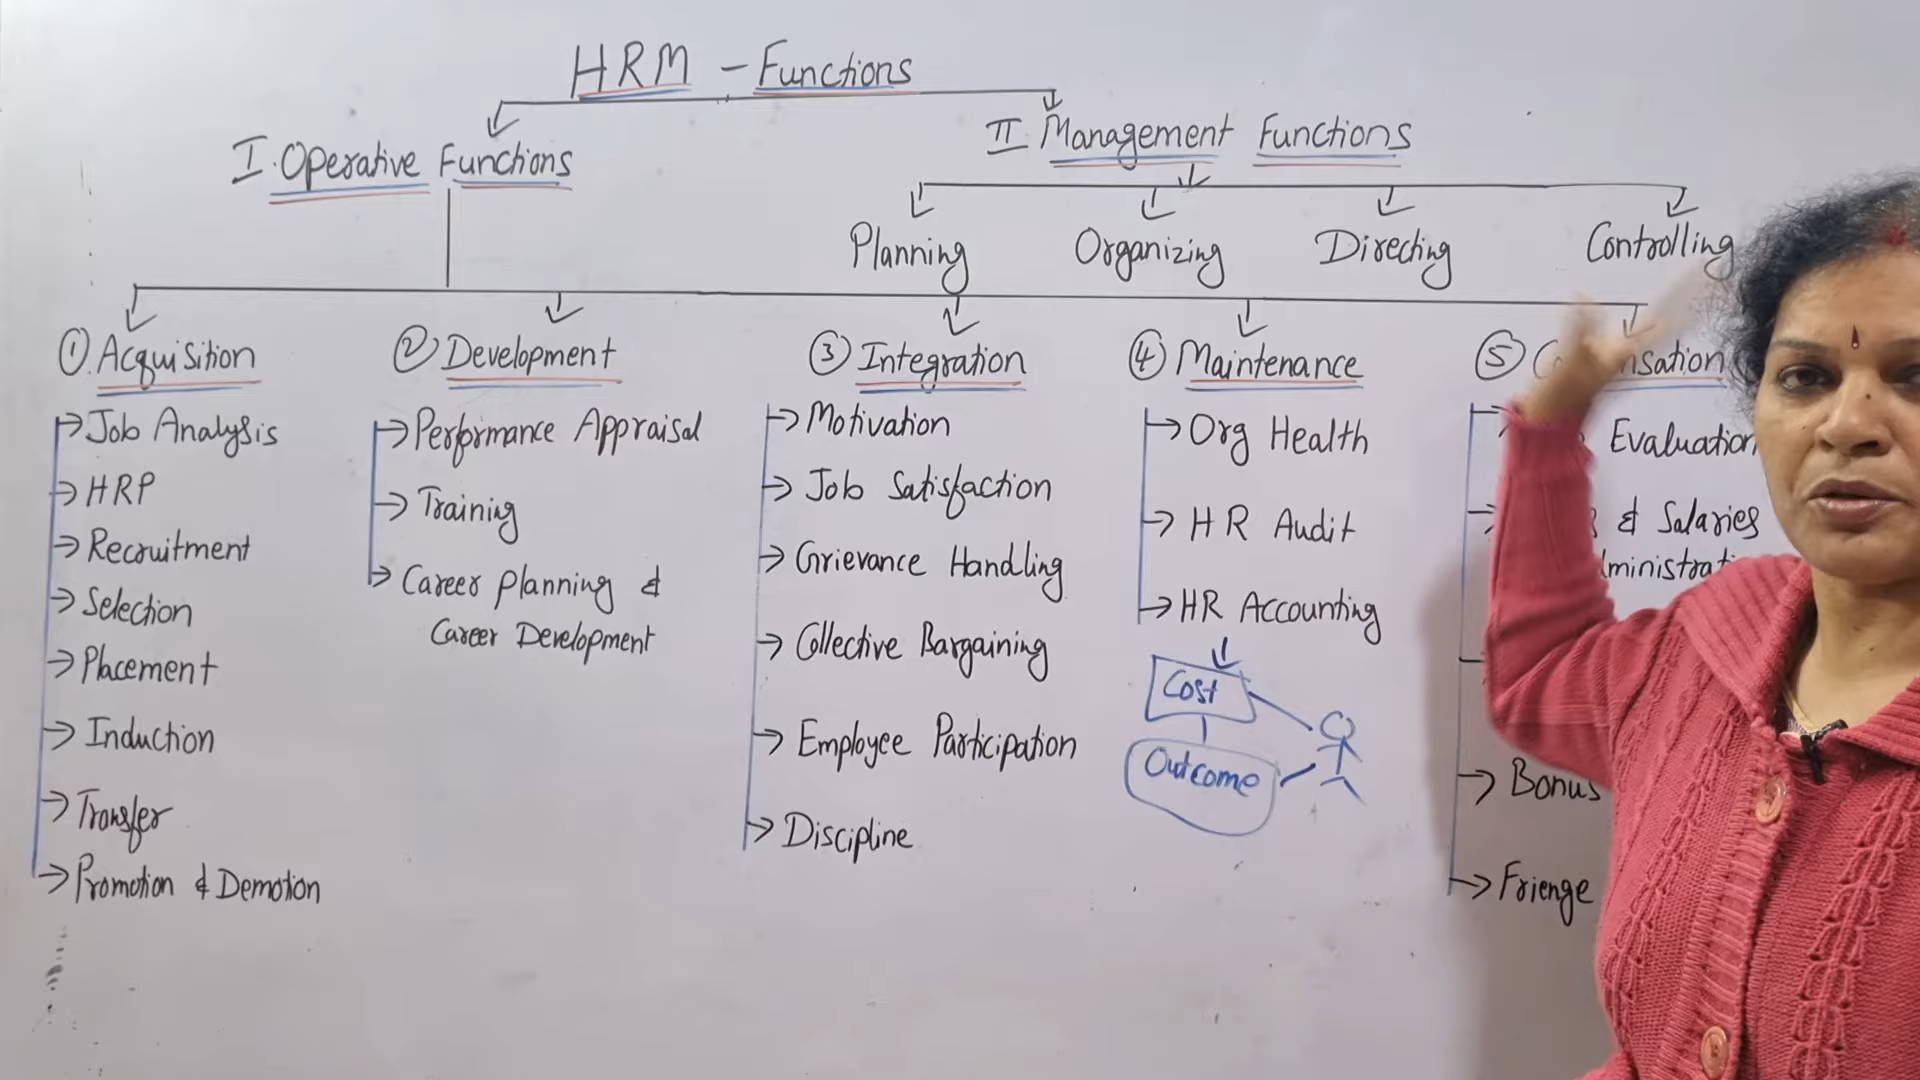 HRM - Functions
I. Operative Functions
II Management Functions
Planning
Organizing
Directing
Controlling
① Acquisition
Job Analysis
HRP
Recruitment
Selection
Placement
Induction
Transfer
Promotion & Demotion
② Development
Performance Appraisal
Training
Career planning &
Career Development
③ Integration
Motivation
Job Satisfaction
Grievance Handling
Collective Bargaining
Employee Participation
Discipline
④ Maintenance
Org Health
HR Audit
HR Accounting
Cost
Outcome
⑤
Evaluation
& Salaries
Bonus
Frienge